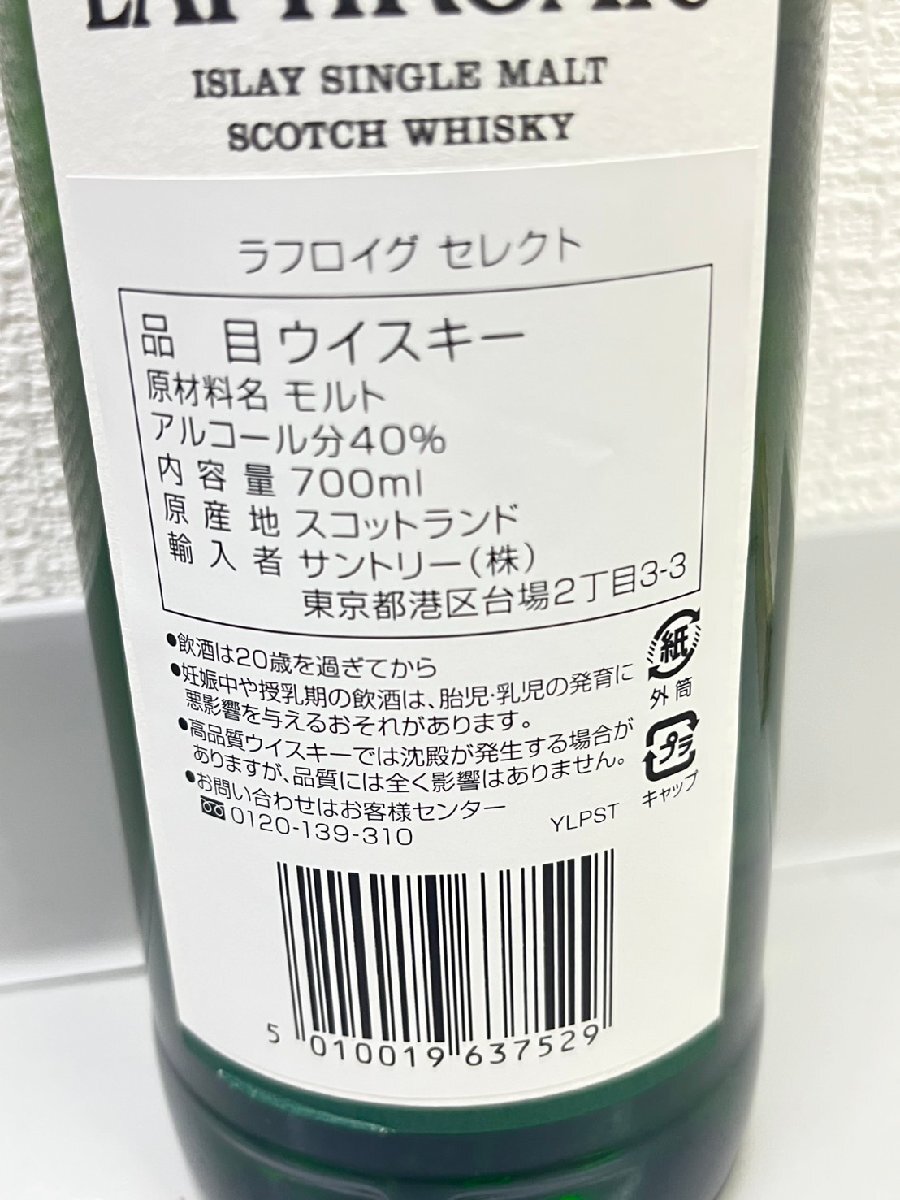 LAPHROAIG
ISLAY SINGLE MALT
SCOTCH WHISKY
ラフロイグ セレクト
品目 ウイスキー
原材料名 モルト
アルコール分40%
内容量 700ml
原産地 スコットランド
輸入者 サントリー(株)
東京都港区台場2丁目3-3
●飲酒は20歳を過ぎてから
●妊娠中や授乳期の飲酒は、胎児・乳児の発育に
悪影響を与えるおそれがあります。
●高品質ウイスキーでは沈殿が発生する場合が
ありますが、品質には全く影響はありません。
●お問い合わせはお客様センター
0120-139-310
YLPST
紙
外筒
プラ
キャップ
5 010019 637529